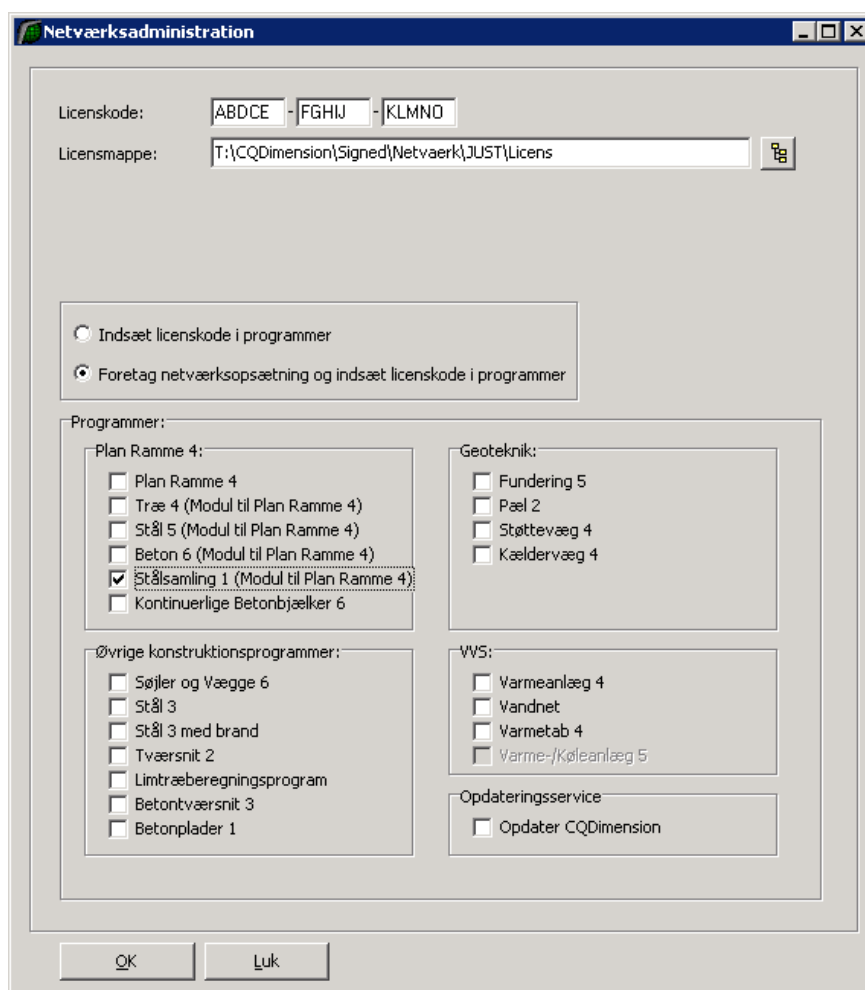 Netværksadministration
Licenskode: ABDCE - FGHIJ - KLMNO
Licensmappe: T:\CQDimension\Signed\Netvaerk\JUST\Licens
Indsæt licenskode i programmer
Foretag netværksopsætning og indsæt licenskode i programmer
Programmer:
Plan Ramme 4:
Plan Ramme 4
Træ 4 (Modul til Plan Ramme 4)
Stål 5 (Modul til Plan Ramme 4)
Beton 6 (Modul til Plan Ramme 4)
Stålsamling 1 (Modul til Plan Ramme 4)
Kontinuerlige Betonbjælker 6
Geoteknik:
Fundering 5
Pæl 2
Støttevæg 4
Kældervæg 4
Øvrige konstruktionsprogrammer:
Søjler og Vægge 6
Stål 3
Stål 3 med brand
Tværsnit 2
Limtræberegningsprogram
Betontværsnit 3
Betonplader 1
VVS:
Varmeanlæg 4
Vandnet
Varmetab 4
Varme-/Køleanlæg 5
Opdateringsservice
Opdater CQDimension
OK
Luk